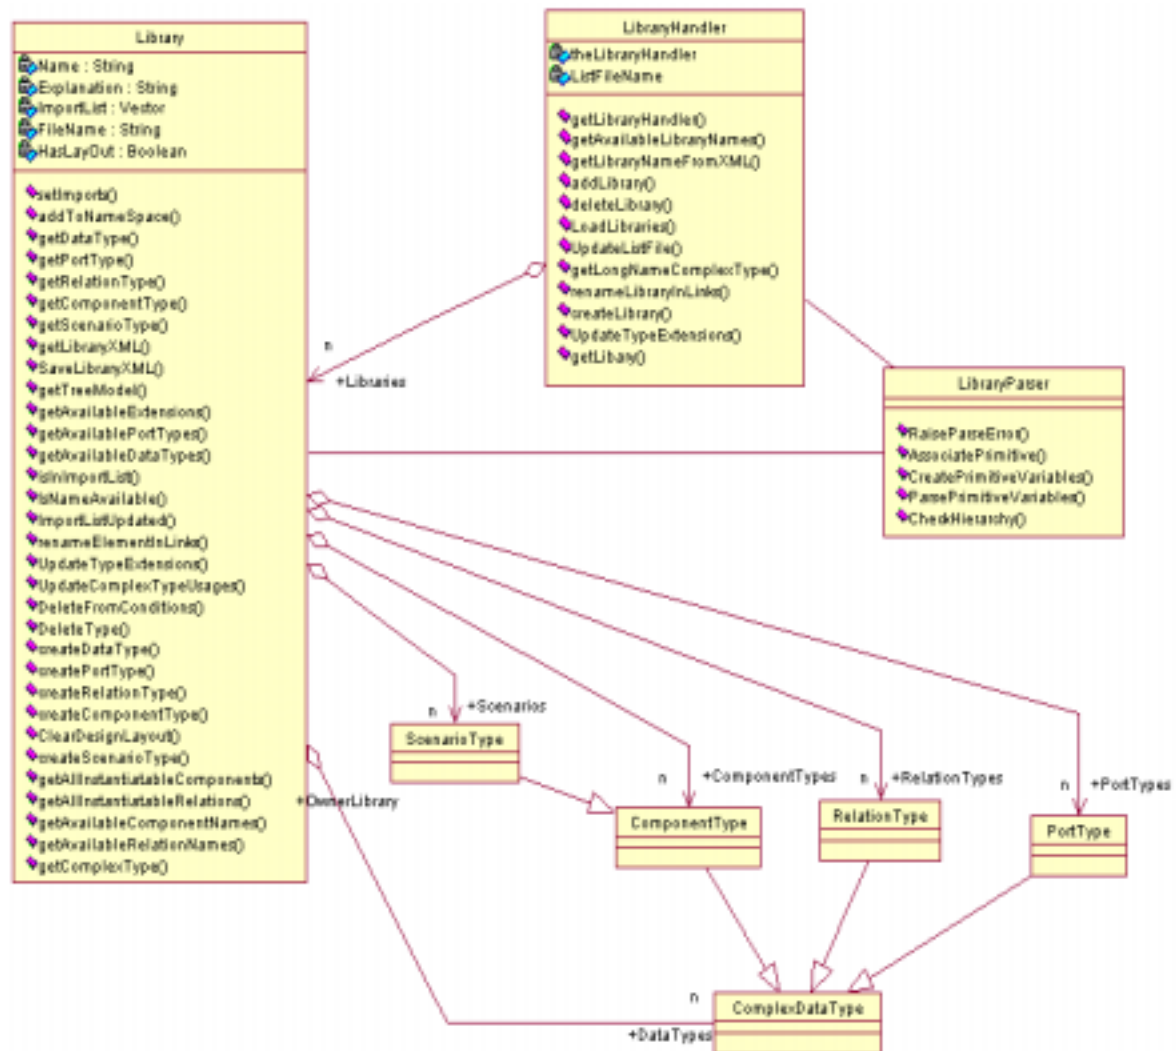 Library
Name : String
Explanation : String
ImportList : Vector
FileName : String
HasLayOut : Boolean
setImports()
addToNameSpace()
getDataType()
getPortType()
getRelationType()
getComponentType()
getScenarioType()
getLibraryXML()
SaveLibraryXML()
getTreeModel()
getAvailableExtensions()
getAvailablePortTypes()
getAvailableDataTypes()
isInImportList()
IsNameAvailable()
ImportListUpdated()
renameElementInLinks()
UpdateTypeExtensions()
UpdateComplexTypeUsages()
DeleteFromConditions()
DeleteType()
createDataType()
createPortType()
createRelationType()
createComponentType()
ClearDesignLayout()
createScenarioType()
getAllInstantiatableComponents()
getAllInstantiatableRelations()
getAvailableComponentNames()
getAvailableRelationNames()
getComplexType()
LibraryHandler
theLibraryHandler
ListFileName
getLibraryHandler()
getAvailableLibraryNames()
getLibraryNameFromXML()
addLibrary()
deleteLibrary()
LoadLibraries()
UpdateListFile()
getLongNameComplexType()
renameLibraryInLinks()
createLibrary()
UpdateTypeExtensions()
getLibary()
n
+Libraries
LibraryParser
RaiseParseError()
AssociatePrimitive()
CreatePrimitiveVariables()
ParsePrimitiveVariables()
CheckHierarchy()
n
+Scenarios
ScenarioType
n
+ComponentTypes
ComponentType
n
+RelationTypes
RelationType
n
+PortTypes
PortType
+OwnerLibrary
n
+DataTypes
ComplexDataType